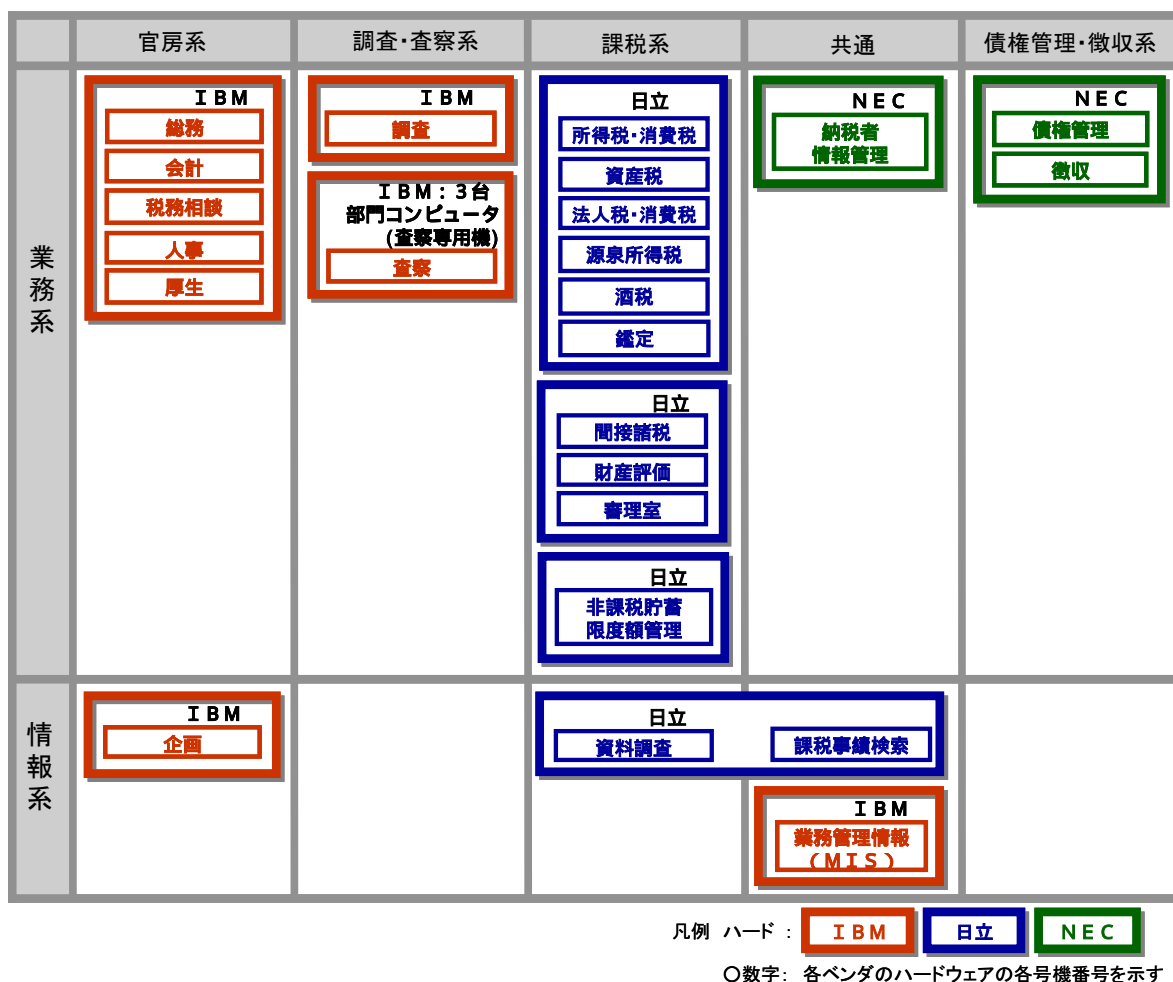 官房系
調査・査察系
課税系
共通
債権管理・徴収系
業務系
ＩＢＭ
総務
会計
税務相談
人事
厚生
ＩＢＭ
調査
ＩＢＭ：３台
部門コンピュータ
(査察専用機)
査察
日立
所得税・消費税
資産税
法人税・消費税
源泉所得税
酒税
鑑定
日立
間接諸税
財産評価
審理室
日立
非課税貯蓄
限度額管理
ＮＥＣ
納税者
情報管理
ＮＥＣ
債権管理
徴収
情報系
ＩＢＭ
企画
日立
資料調査
課税事績検索
ＩＢＭ
業務管理情報
（ＭＩＳ）
凡例 ハード： ＩＢＭ 日立 ＮＥＣ
○数字： 各ベンダのハードウェアの各号機番号を示す